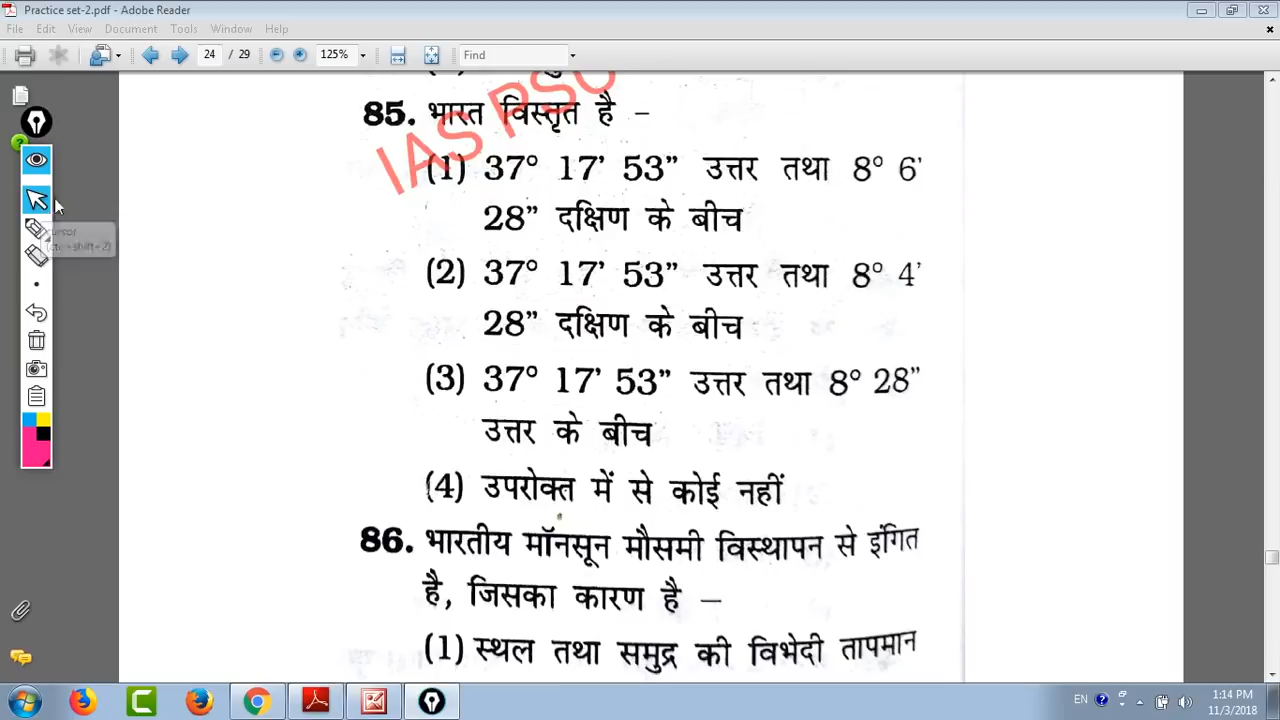 Practice set-2.pdf - Adobe Reader
File Edit View Document Tools Window Help
24 / 29 125% Find
IAS PSC
85. भारत विस्तृत है –
(1) 37° 17’ 53” उत्तर तथा 8° 6’
28” दक्षिण के बीच
(2) 37° 17’ 53” उत्तर तथा 8° 4’
28” दक्षिण के बीच
(3) 37° 17’ 53” उत्तर तथा 8° 28”
उत्तर के बीच
(4) उपरोक्त में से कोई नहीं
86. भारतीय मॉनसून मौसमी विस्थापन से इंगित
है, जिसका कारण है –
(1) स्थल तथा समुद्र की विभेदी तापमान
cursor
EN 1:14 PM
11/3/2018